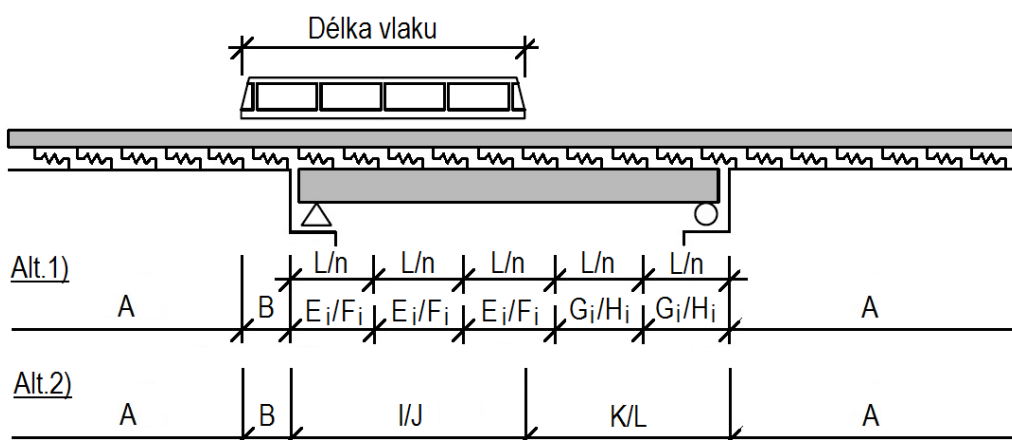 Délka vlaku
Alt.1)
L/n L/n L/n L/n L/n
A B Ei/Fi Ei/Fi Ei/Fi Gi/Hi Gi/Hi A
Alt.2)
A B I/J K/L A